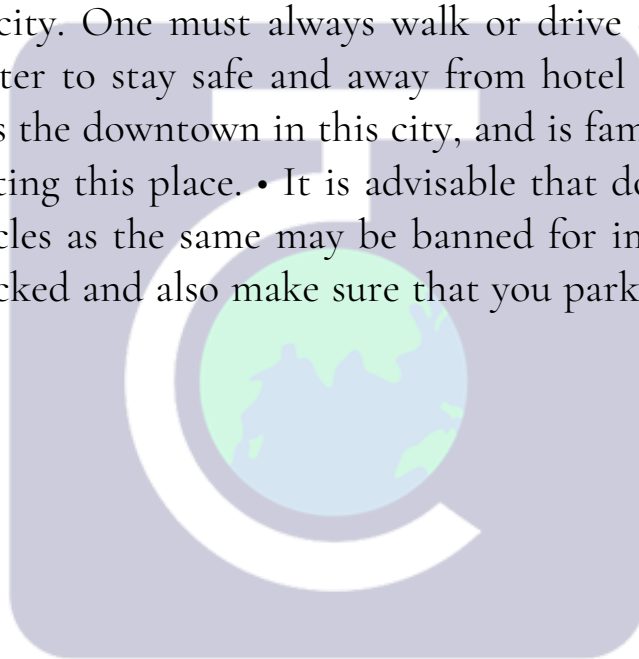 city. One must always walk or drive
ter to stay safe and away from hotel
s the downtown in this city, and is fam
ting this place. • It is advisable that do
cles as the same may be banned for in
cked and also make sure that you park